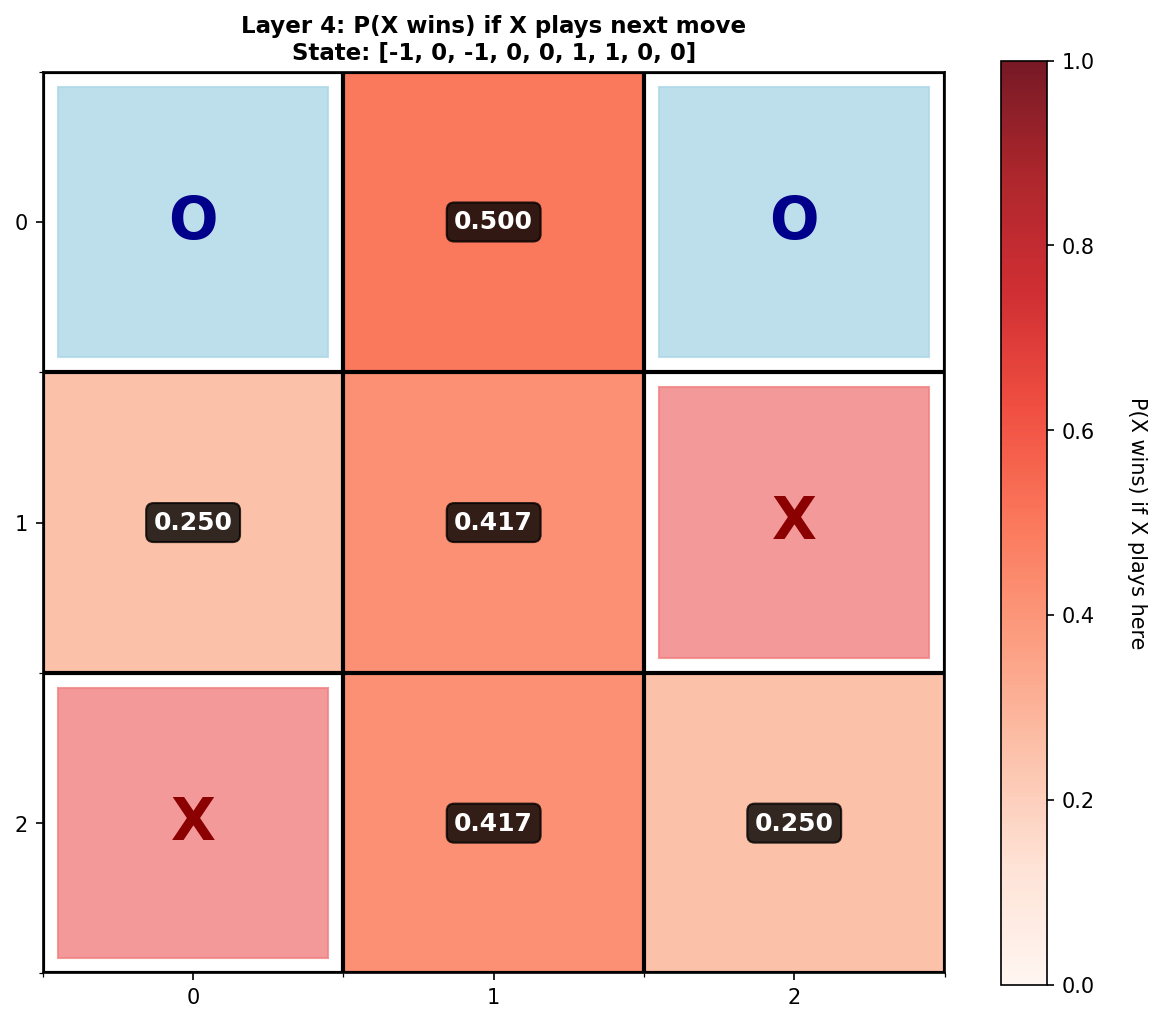 Layer 4: P(X wins) if X plays next move
State: [-1, 0, -1, 0, 0, 1, 1, 0, 0]
0
O
0.500
O
1
0.250
0.417
X
2
X
0.417
0.250
0
1
2
1.0
0.8
0.6
0.4
0.2
0.0
P(X wins) if X plays here